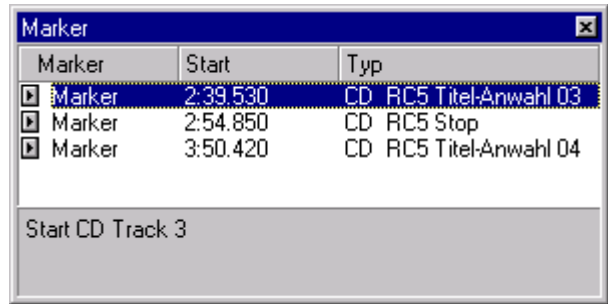 Marker
Marker Start Typ
Marker 2:39.530 CD RC5 Titel-Anwahl 03
Marker 2:54.850 CD RC5 Stop
Marker 3:50.420 CD RC5 Titel-Anwahl 04
Start CD Track 3